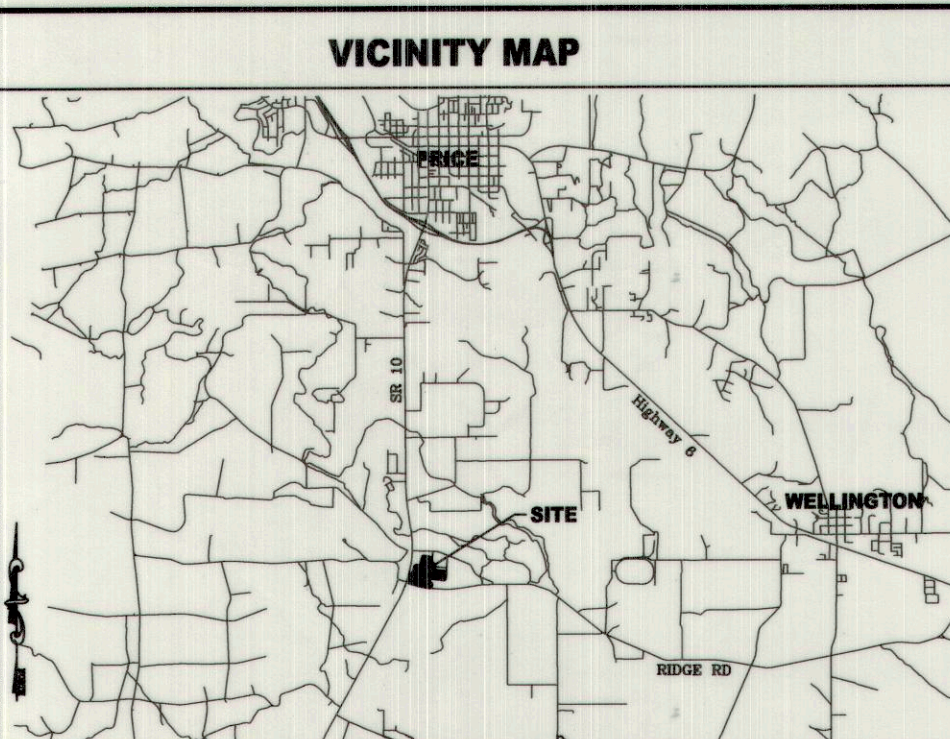 VICINITY MAP
PRICE
SR 10
Highway 6
WELLINGTON
SITE
RIDGE RD